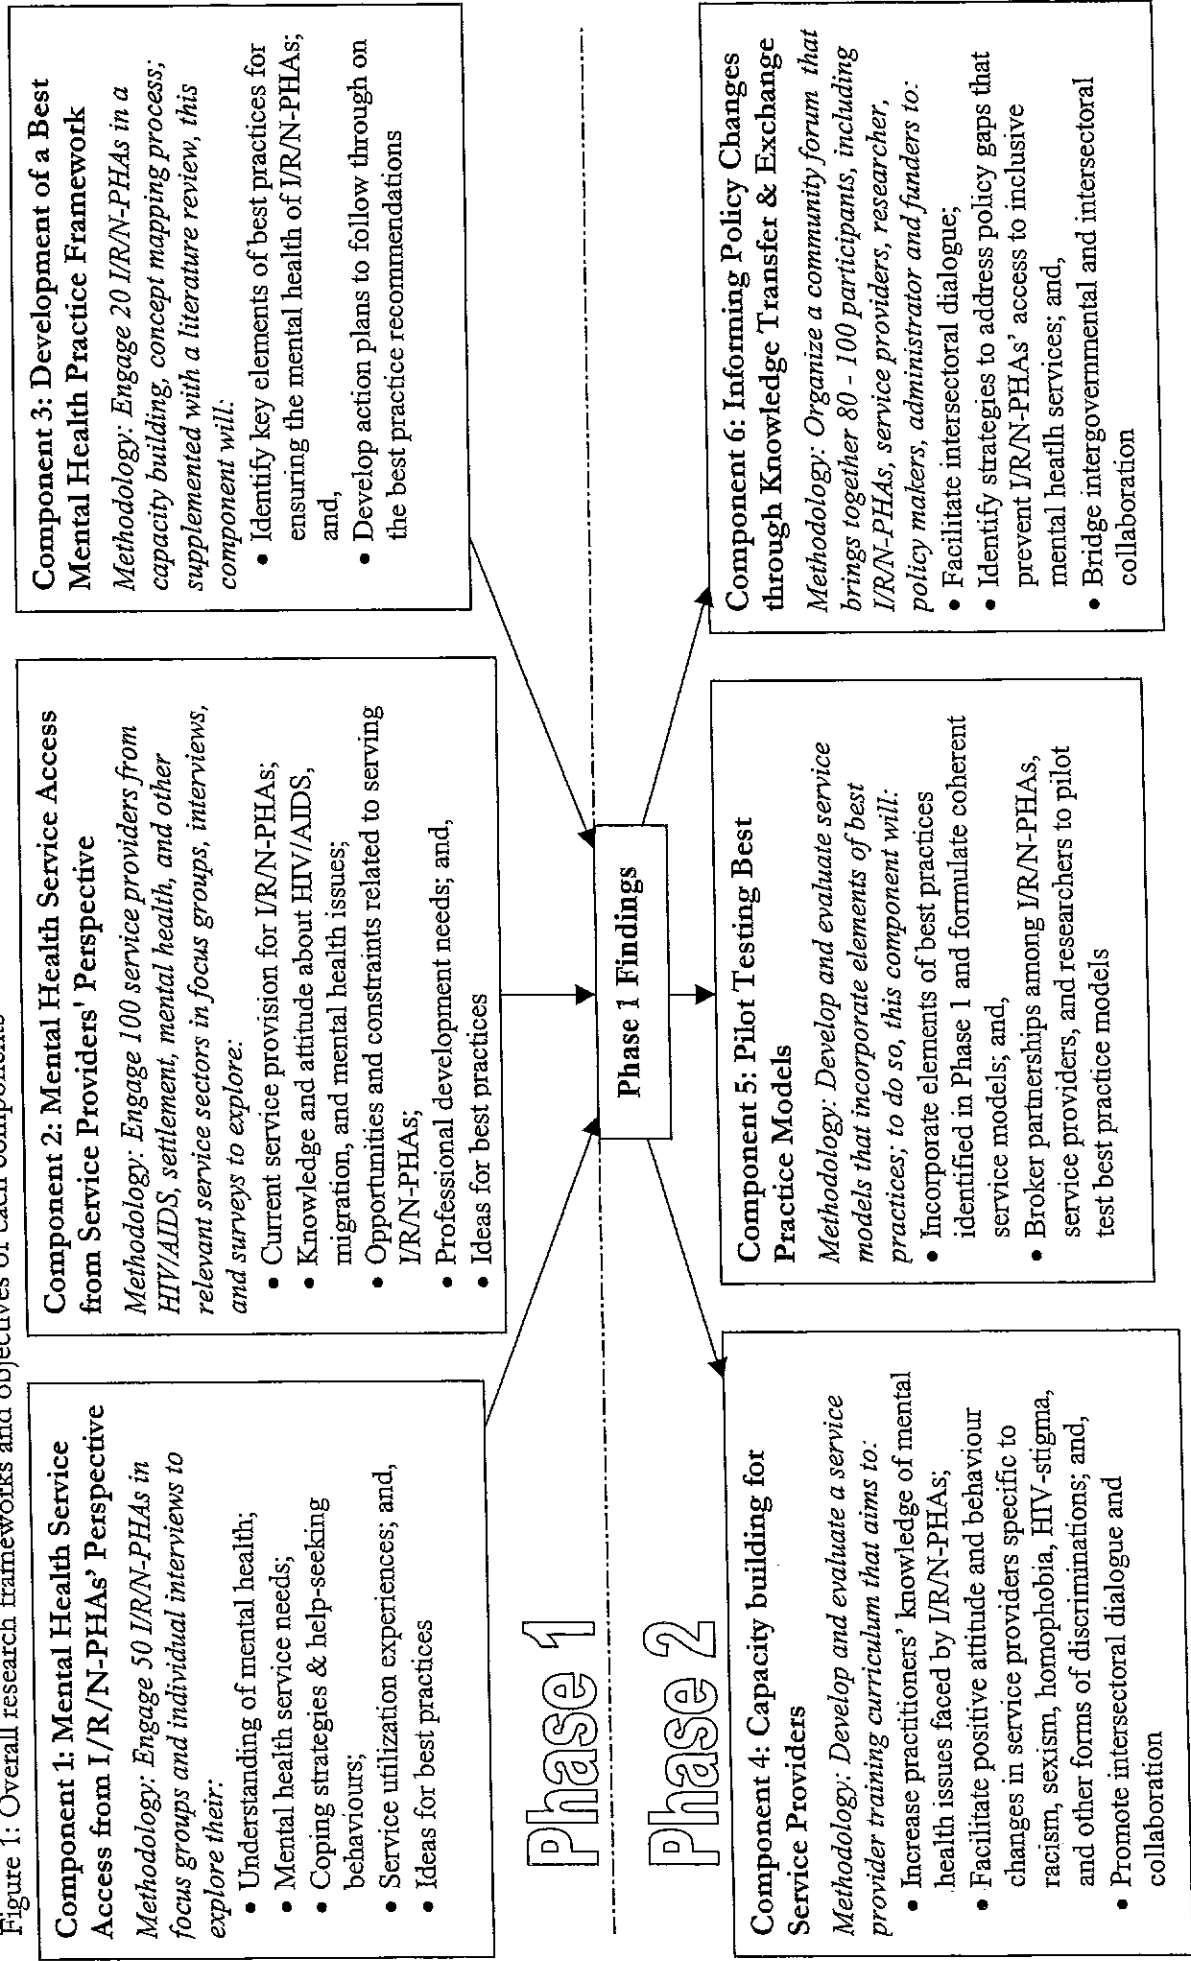 Figure 1: Overall research frameworks and objectives of each components
Component 1: Mental Health Service
Access from I/R/N-PHAs' Perspective
Methodology: Engage 50 I/R/N-PHAs in
focus groups and individual interviews to
explore their:
• Understanding of mental health;
• Mental health service needs;
• Coping strategies & help-seeking
behaviours;
• Service utilization experiences; and,
• Ideas for best practices
Component 2: Mental Health Service Access
from Service Providers' Perspective
Methodology: Engage 100 service providers from
HIV/AIDS, settlement, mental health, and other
relevant service sectors in focus groups, interviews,
and surveys to explore:
• Current service provision for I/R/N-PHAs;
• Knowledge and attitude about HIV/AIDS,
migration, and mental health issues;
• Opportunities and constraints related to serving
I/R/N-PHAs;
• Professional development needs; and,
• Ideas for best practices
Component 3: Development of a Best
Mental Health Practice Framework
Methodology: Engage 20 I/R/N-PHAs in a
capacity building, concept mapping process;
supplemented with a literature review, this
component will:
• Identify key elements of best practices for
ensuring the mental health of I/R/N-PHAs;
and,
• Develop action plans to follow through on
the best practice recommendations
Phase 1
Phase 1 Findings
Phase 2
Component 4: Capacity building for
Service Providers
Methodology: Develop and evaluate a service
provider training curriculum that aims to:
• Increase practitioners' knowledge of mental
health issues faced by I/R/N-PHAs;
• Facilitate positive attitude and behaviour
changes in service providers specific to
racism, sexism, homophobia, HIV-stigma,
and other forms of discriminations; and,
• Promote intersectoral dialogue and
collaboration
Component 5: Pilot Testing Best
Practice Models
Methodology: Develop and evaluate service
models that incorporate elements of best
practices; to do so, this component will:
• Incorporate elements of best practices
identified in Phase 1 and formulate coherent
service models; and,
• Broker partnerships among I/R/N-PHAs,
service providers, and researchers to pilot
test best practice models
Component 6: Informing Policy Changes
through Knowledge Transfer & Exchange
Methodology: Organize a community forum that
brings together 80 - 100 participants, including
I/R/N-PHAs, service providers, researcher,
policy makers, administrator and funders to:
• Facilitate intersectoral dialogue;
• Identify strategies to address policy gaps that
prevent I/R/N-PHAs' access to inclusive
mental heatlh services; and,
• Bridge intergovernmental and intersectoral
collaboration